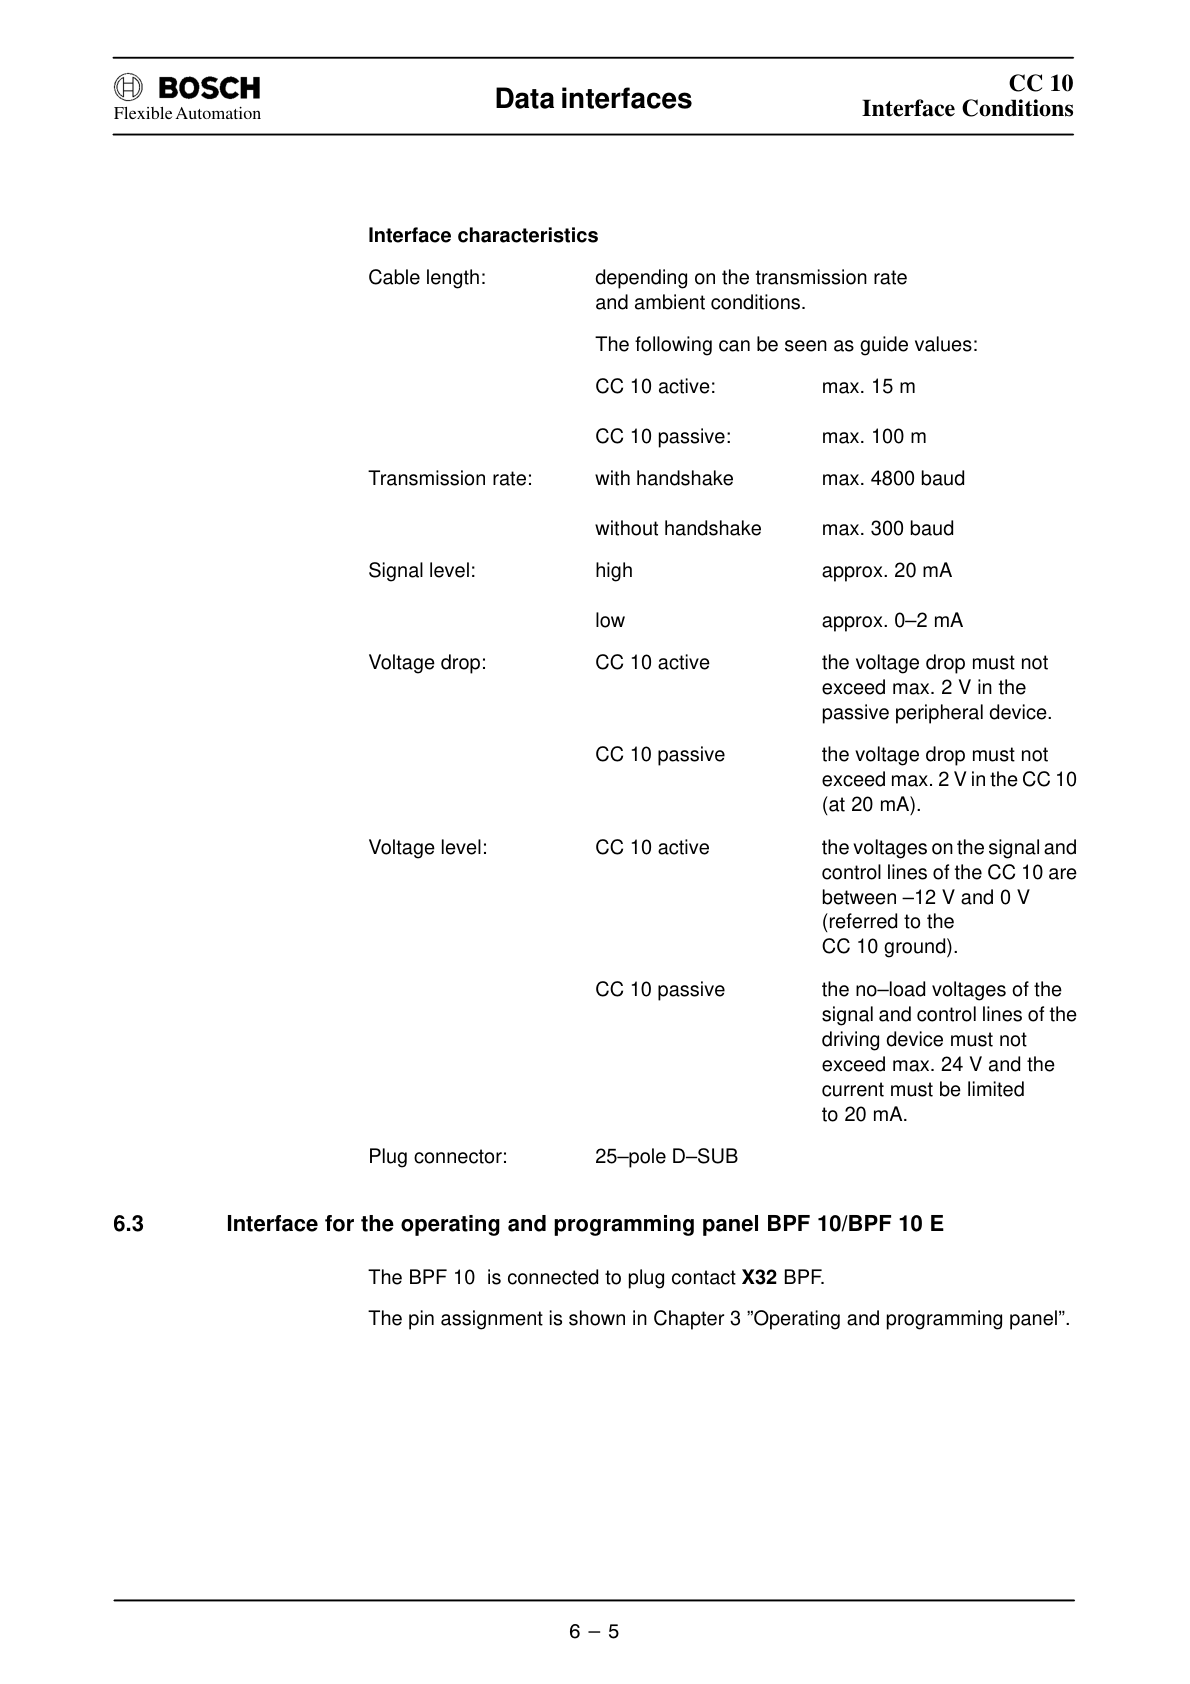 BOSCH
Flexible Automation
Data interfaces
CC 10
Interface Conditions
Interface characteristics
Cable length: depending on the transmission rate
and ambient conditions.
The following can be seen as guide values:
CC 10 active: max. 15 m
CC 10 passive: max. 100 m
Transmission rate: with handshake max. 4800 baud
without handshake max. 300 baud
Signal level: high approx. 20 mA
low approx. 0–2 mA
Voltage drop: CC 10 active the voltage drop must not
exceed max. 2 V in the
passive peripheral device.
CC 10 passive the voltage drop must not
exceed max. 2 V in the CC 10
(at 20 mA).
Voltage level: CC 10 active the voltages on the signal and
control lines of the CC 10 are
between –12 V and 0 V
(referred to the
CC 10 ground).
CC 10 passive the no–load voltages of the
signal and control lines of the
driving device must not
exceed max. 24 V and the
current must be limited
to 20 mA.
Plug connector: 25–pole D–SUB
6.3 Interface for the operating and programming panel BPF 10/BPF 10 E
The BPF 10 is connected to plug contact X32 BPF.
The pin assignment is shown in Chapter 3 ”Operating and programming panel”.
6 – 5